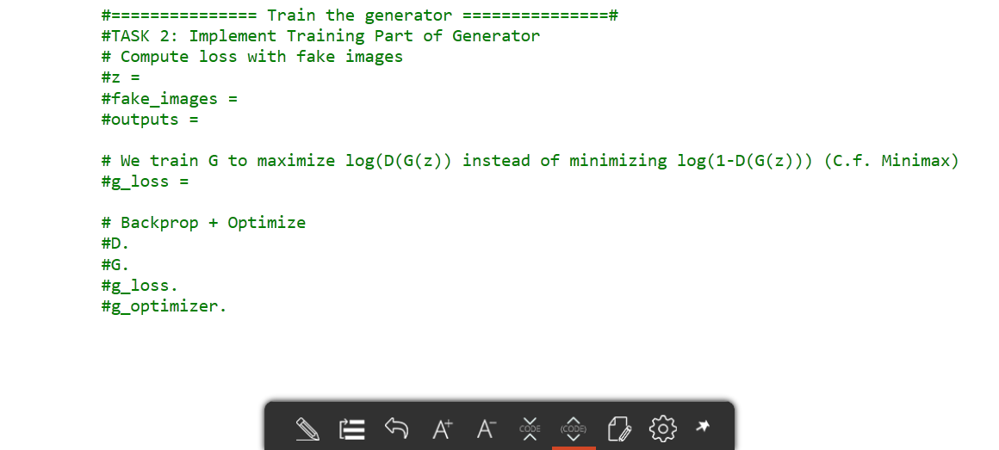 #=============== Train the generator ===============#
#TASK 2: Implement Training Part of Generator
# Compute loss with fake images
#z =
#fake_images =
#outputs =
# We train G to maximize log(D(G(z)) instead of minimizing log(1-D(G(z))) (C.f. Minimax)
#g_loss =
# Backprop + Optimize
#D.
#G.
#g_loss.
#g_optimizer.
A+ A- CODE (CODE)